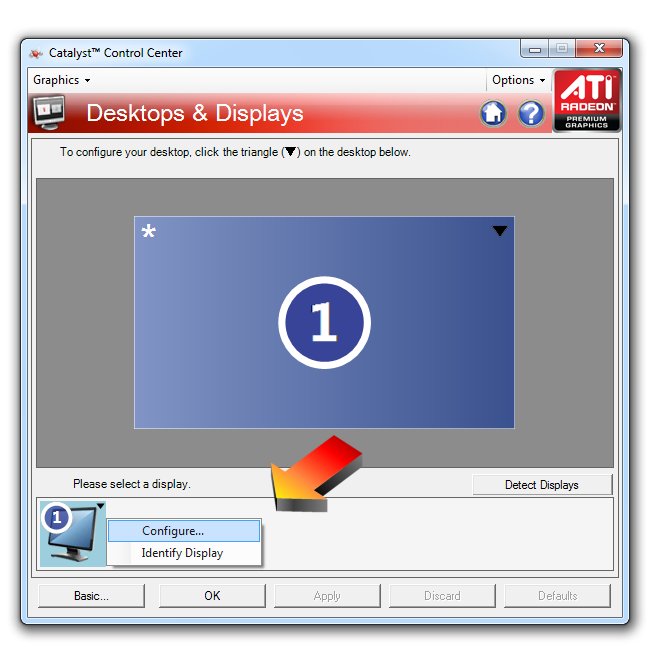 Catalyst™ Control Center
Graphics
Options
ATI
RADEON™
PREMIUM
GRAPHICS
Desktops & Displays
To configure your desktop, click the triangle (▼) on the desktop below.
*
1
Please select a display.
Detect Displays
1
Configure...
Identify Display
Basic...
OK
Apply
Discard
Defaults